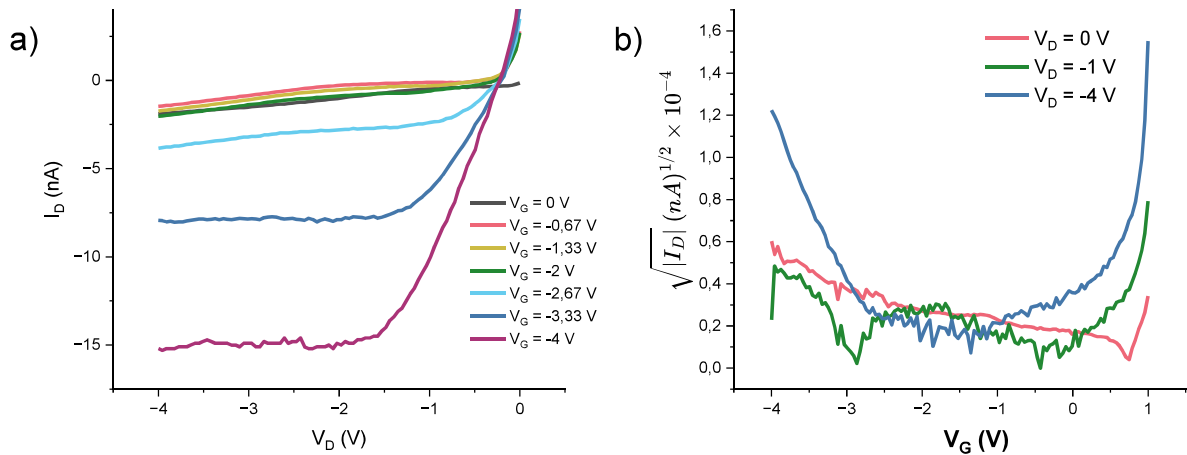 a)
I_D (nA)
0
−5
−10
−15
−4
−3
−2
−1
0
V_D (V)
V_G = 0 V
V_G = -0,67 V
V_G = -1,33 V
V_G = -2 V
V_G = -2,67 V
V_G = -3,33 V
V_G = -4 V
b)
√|I_D| (nA)^1/2 × 10^−4
1,6
1,4
1,2
1,0
0,8
0,6
0,4
0,2
0,0
−4
−3
−2
−1
0
1
V_G (V)
V_D = 0 V
V_D = -1 V
V_D = -4 V